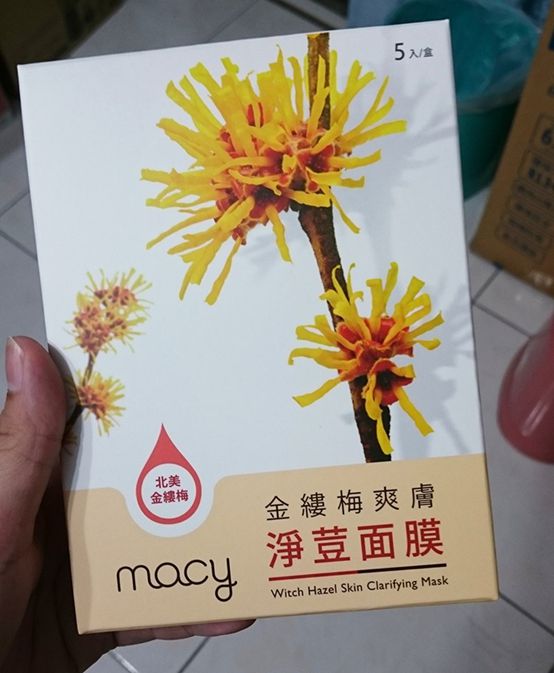 5入/盒
北美
金縷梅
金縷梅爽膚
淨荳面膜
macy
Witch Hazel Skin Clarifying Mask